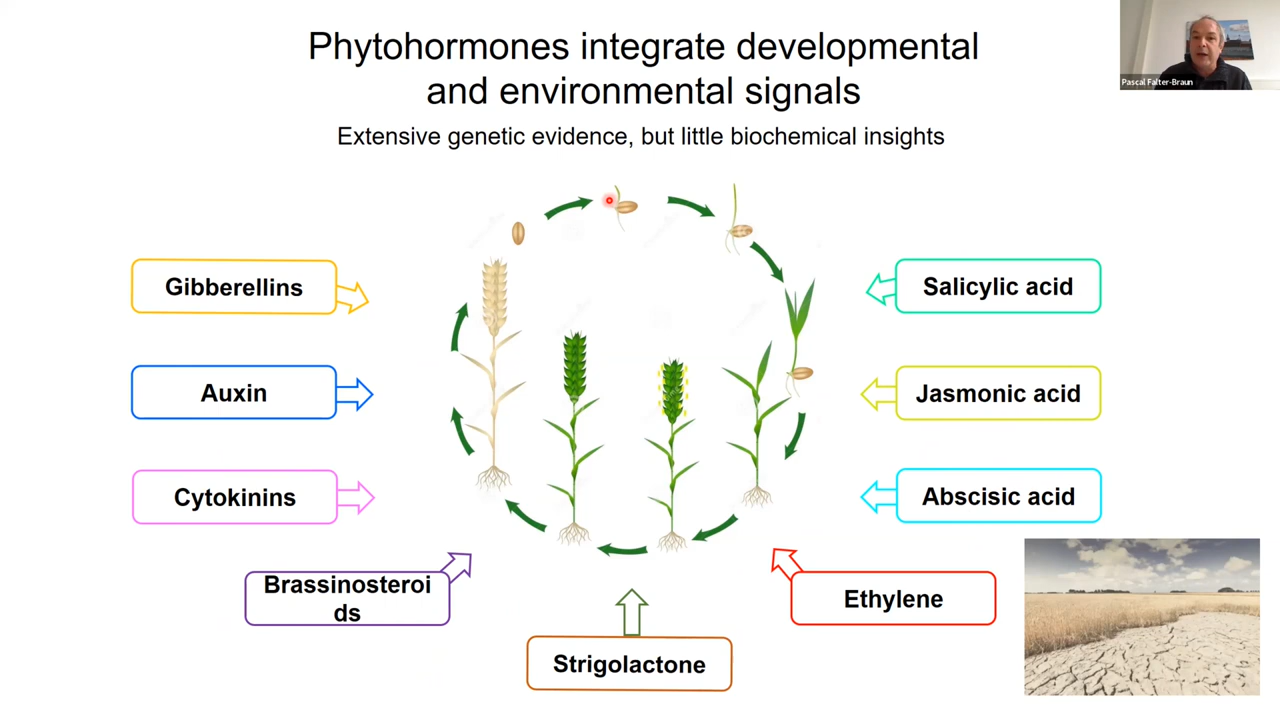 Phytohormones integrate developmental
and environmental signals
Extensive genetic evidence, but little biochemical insights
Pascal Falter-Braun
Gibberellins
Salicylic acid
Auxin
Jasmonic acid
Cytokinins
Abscisic acid
Brassinosteroi
ds
Ethylene
Strigolactone